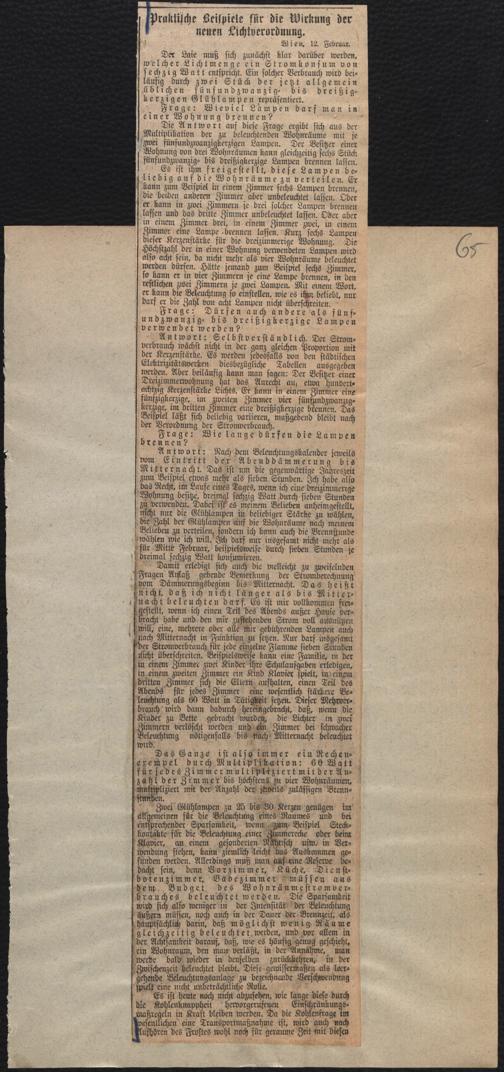 Praktische Beispiele für die Wirkung der
neuen Lichtverordnung.
Wien, 12. Februar.
Der Laie muß sich zunächst klar darüber werden,
welcher Lichtmenge ein Stromkonsum von
sechzig Watt entspricht. Ein solcher Verbrauch wird bei-
läufig durch zwei Stück der jetzt allgemein
üblichen fünfundzwanzig- bis dreißig-
kerzigen Glühlampen repräsentiert.
Frage: Wieviel Lampen darf man in
einer Wohnung brennen?
Die Antwort auf diese Frage ergibt sich aus der
Multiplikation der zu beleuchtenden Wohnräume mit je
zwei fünfundzwanzigkerzigen Lampen. Der Besitzer einer
Wohnung von drei Wohnräumen kann gleichzeitig sechs Stück
fünfundzwanzig- bis dreißigkerzige Lampen brennen lassen.
Es ist ihm freigestellt, diese Lampen be-
liebig auf die Wohnräume zu verteilen. Er
kann zum Beispiel in einem Zimmer sechs Lampen brennen,
die beiden anderen Zimmer aber unbeleuchtet lassen. Oder
er kann in zwei Zimmern je drei solcher Lampen brennen
lassen und das dritte Zimmer unbeleuchtet lassen. Oder aber
in einem Zimmer drei, in einem Zimmer zwei, in einem
Zimmer eine Lampe brennen lassen. Kurz sechs Lampen
dieser Kerzenstärke für die dreizimmerige Wohnung. Die
Höchstzahl der in einer Wohnung verwendeten Lampen wird
also acht sein, da nicht mehr als vier Wohnräume beleuchtet
werden dürfen. Hätte jemand zum Beispiel sechs Zimmer,
so kann er in vier Zimmern je eine Lampe brennen, in den
restlichen zwei Zimmern je zwei Lampen. Mit einem Wort,
er kann die Beleuchtung so einstellen, wie es ihm beliebt, nur
darf er die Zahl von acht Lampen nicht überschreiten.
Frage: Dürfen auch andere als fünf-
undzwanzig- bis dreißigkerzige Lampen
verwendet werden?
Antwort: Selbstverständlich. Der Strom-
verbrauch wächst nicht in der ganz gleichen Proportion mit
der Kerzenstärke. Es werden jedenfalls von den städtischen
Elektrizitätswerken diesbezügliche Tabellen ausgegeben
werden. Aber beiläufig kann man sagen: Der Besitzer einer
Dreizimmerwohnung hat das Anrecht auf etwa hundert-
achtzig Kerzenstärke Lichts. Er kann in einem Zimmer eine
fünfzigkerzige, im zweiten Zimmer vier fünfundzwanzig-
kerzige, im dritten Zimmer eine dreißigkerzige brennen. Das
Beispiel läßt sich beliebig variieren, maßgebend bleibt nach
der Verordnung der Stromverbrauch.
Frage: Wie lange dürfen die Lampen
brennen?
Antwort: Nach dem Beleuchtungskalender jeweils
vom Eintritt der Abenddämmerung bis
Mitternacht. Das ist um die gegenwärtige Jahreszeit
zum Beispiel etwas mehr als sieben Stunden. Ich habe also
das Recht, im Laufe eines Tages, wenn ich eine dreizimmerige
Wohnung besitze, dreimal sechzig Watt durch sieben Stunden
zu verwenden. Dabei ist es meinem Belieben anheimgestellt,
nicht nur die Glühlampen in beliebiger Stärke zu wählen,
die Zahl der Glühlampen auf die Wohnräume nach meinem
Belieben zu verteilen, sondern ich kann auch die Brennstunde
wählen wie ich will. Ich darf nur insgesamt nicht mehr als
für Mitte Februar, beispielsweise durch sieben Stunden je
dreimal sechzig Watt konsumieren.
Damit erledigt sich auch die vielleicht zu zweifelnden
Fragen Anlaß gebende Bemerkung der Stromberechnung
vom Dämmerungsbeginn bis Mitternacht. Das heißt
nicht, daß ich nicht länger als bis Mitter-
nacht beleuchten darf. Es ist mir vollkommen frei-
gestellt, wenn ich einen Teil des Abends außer Hause ver-
bracht habe und den mir zustehenden Strom voll ausnützen
will, eine, mehrere oder alle mir gebührenden Lampen auch
nach Mitternacht in Funktion zu setzen. Nur darf insgesamt
der Stromverbrauch für jede einzelne Flamme sieben Stunden
nicht überschreiten. Beispielsweise kann eine Familie, in der
in einem Zimmer zwei Kinder ihre Schulaufgaben erledigen,
in einem zweiten Zimmer ein Kind Klavier spielt, in einem
dritten Zimmer sich die Eltern aufhalten, einen Teil des
Abends für jedes Zimmer eine wesentlich stärkere Be-
leuchtung als 60 Watt in Tätigkeit setzen. Dieser Mehrver-
brauch wird dann dadurch hereingebracht, daß, wenn die
Kinder zu Bette gebracht wurden, die Lichter in zwei
Zimmern verlöscht werden und ein Zimmer bei schwacher
Beleuchtung nötigenfalls bis nach Mitternacht beleuchtet
wird.
Das Ganze ist also immer ein Rechen-
exempel durch Multiplikation: 60 Watt
für jedes Zimmer multipliziert mit der An-
zahl der Zimmer bis höchstens zu vier Wohnräumen,
multipliziert mit der Anzahl der jeweils zulässigen Brenn-
stunden.
Zwei Glühlampen zu 25 bis 30 Kerzen genügen im
allgemeinen für die Beleuchtung eines Raumes und bei
entsprechender Sparsamkeit, wenn zum Beispiel Steck-
kontakte für die Beleuchtung einer Zimmerecke oder beim
Klavier, an einem gesonderten Nähtisch usw. in Ver-
wendung stehen, kann ziemlich leicht das Auskommen ge-
funden werden. Allerdings muß man auf eine Reserve be-
dacht sein, denn Vorzimmer, Küche, Dienst-
botenzimmer, Badezimmer müssen aus
dem Budget des Wohnräumestromver-
brauches beleuchtet werden. Die Sparsamkeit
wird sich also weniger in der Intensität der Beleuchtung
äußern müssen, noch auch in der Dauer der Brennzeit, als
hauptsächlich darin, daß möglichst wenig Räume
gleichzeitig beleuchtet werden, und vor allem in
der Achtsamkeit darauf, daß, wie es häufig genug geschieht,
ein Wohnraum, den man verläßt, in der Annahme, man
werde bald wieder in denselben zurückkehren, in der
Zwischenzeit beleuchtet bleibt. Diese gewissermaßen als leer-
gehende Beleuchtungsanlage zu bezeichnende Verschwendung
spielt eine nicht unbeträchtliche Rolle.
Es ist heute noch nicht abzusehen, wie lange diese durch
die Kohlenknappheit hervorgerufenen Einschränkungs-
maßregeln in Kraft bleiben werden. Da die Kohlenfrage im
wesentlichen eine Transportmaßnahme ist, wird auch nach
Aufhören des Frostes wohl noch für geraume Zeit mit diesen
65